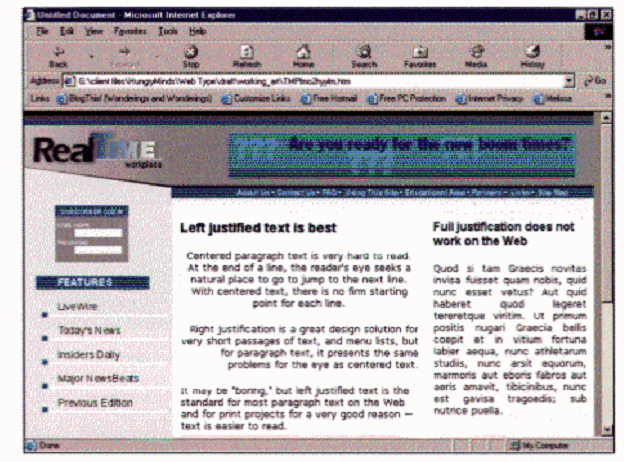 Untitled Document - Microsoft Internet Explorer
File Edit View Favorites Tools Help
Back Forward Stop Refresh Home Search Favorites Media History
Address G:\client files\HungyMinds\Web Type\draft\working_art\ Go
Links BlogThis! (Wanderings and Wonderings) Customize Links Free Hotmail Free PC Protection Internet Privacy Melissa
RealTIME
workplace
Are you ready for the new boom times?
About Us • Contact Us • FAQ • Using This Site • Educational Area • Partners • Links • Site Map
FEATURES
LiveWire
Today's News
Insiders Daily
Major NewsBeats
Previous Edition
Left justified text is best
Centered paragraph text is very hard to read.
At the end of a line, the reader's eye seeks a
natural place to go to jump to the next line.
With centered text, there is no firm starting
point for each line.
Right justification is a great design solution for
very short passages of text, and menu lists, but
for paragraph text, it presents the same
problems for the eye as centered text.
It may be "boring," but left justified text is the
standard for most paragraph text on the Web
and for print projects for a very good reason —
text is easier to read.
Full justification does not
work on the Web
Quod si tam Graecis novitas
invisa fuisset quam nobis, quid
nunc esset vetus? Aut quid
haberet quod legeret
tereretque viritim. Ut primum
positis nugari Graecia bellis
coepit et in vitium fortuna
labier aequa, nunc athletarum
studiis, nunc arsit equorum,
marmoris aut eboris fabros aut
aeris amavit, tibicinibus, nunc
est gavisa tragoedis; sub
nutrice puella.
Done My Computer